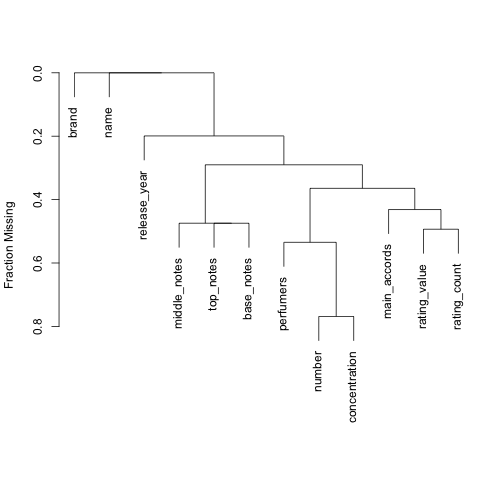 Fraction Missing
0.0
0.2
0.4
0.6
0.8
brand
name
release_year
middle_notes
top_notes
base_notes
perfumers
number
concentration
main_accords
rating_value
rating_count